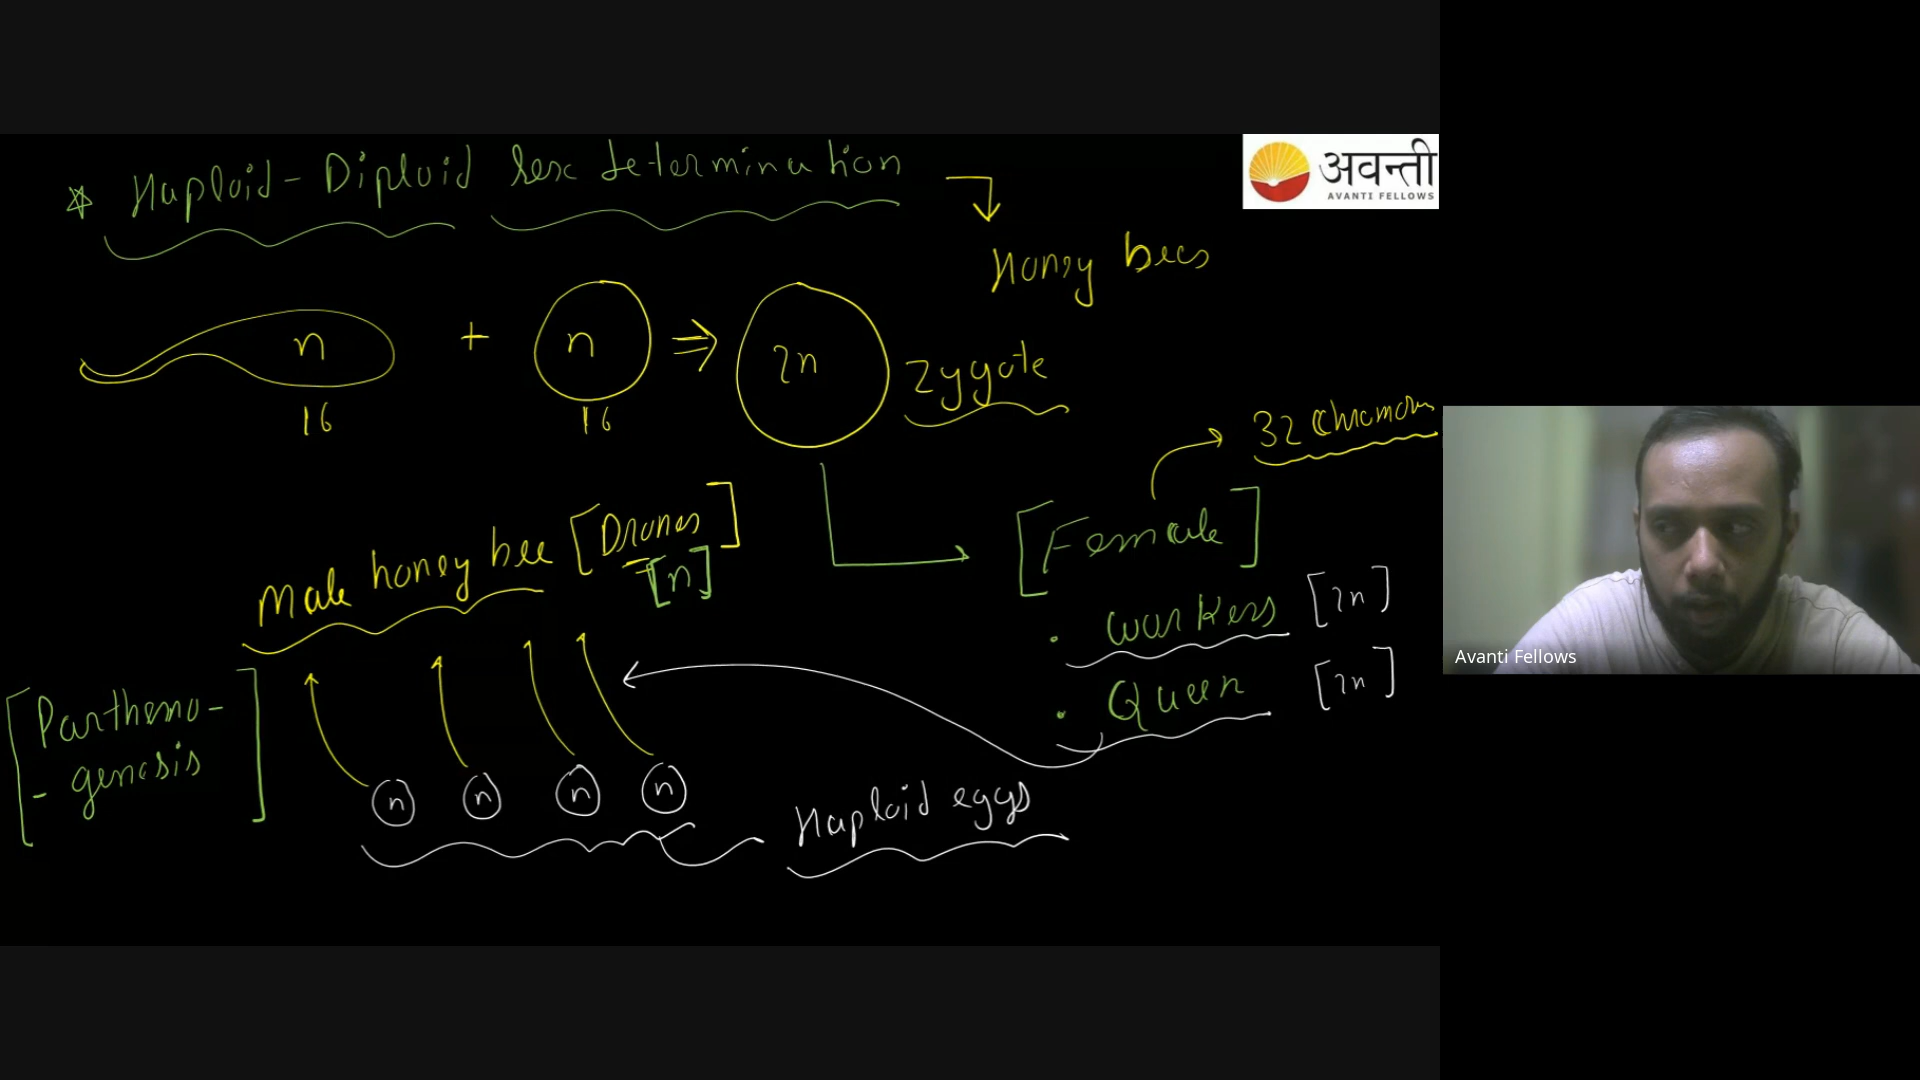 * Haploid-Diploid Sex determination
Honey bees
अवन्ती
AVANTI FELLOWS
n + n ⇒ 2n Zygote
16 16
32 Chromos
Male honey bee [Drones]
[n]
[Female]
• Workers [2n]
• Queen [2n]
[Partheno-
- genesis]
n n n n
Haploid eggs
Avanti Fellows